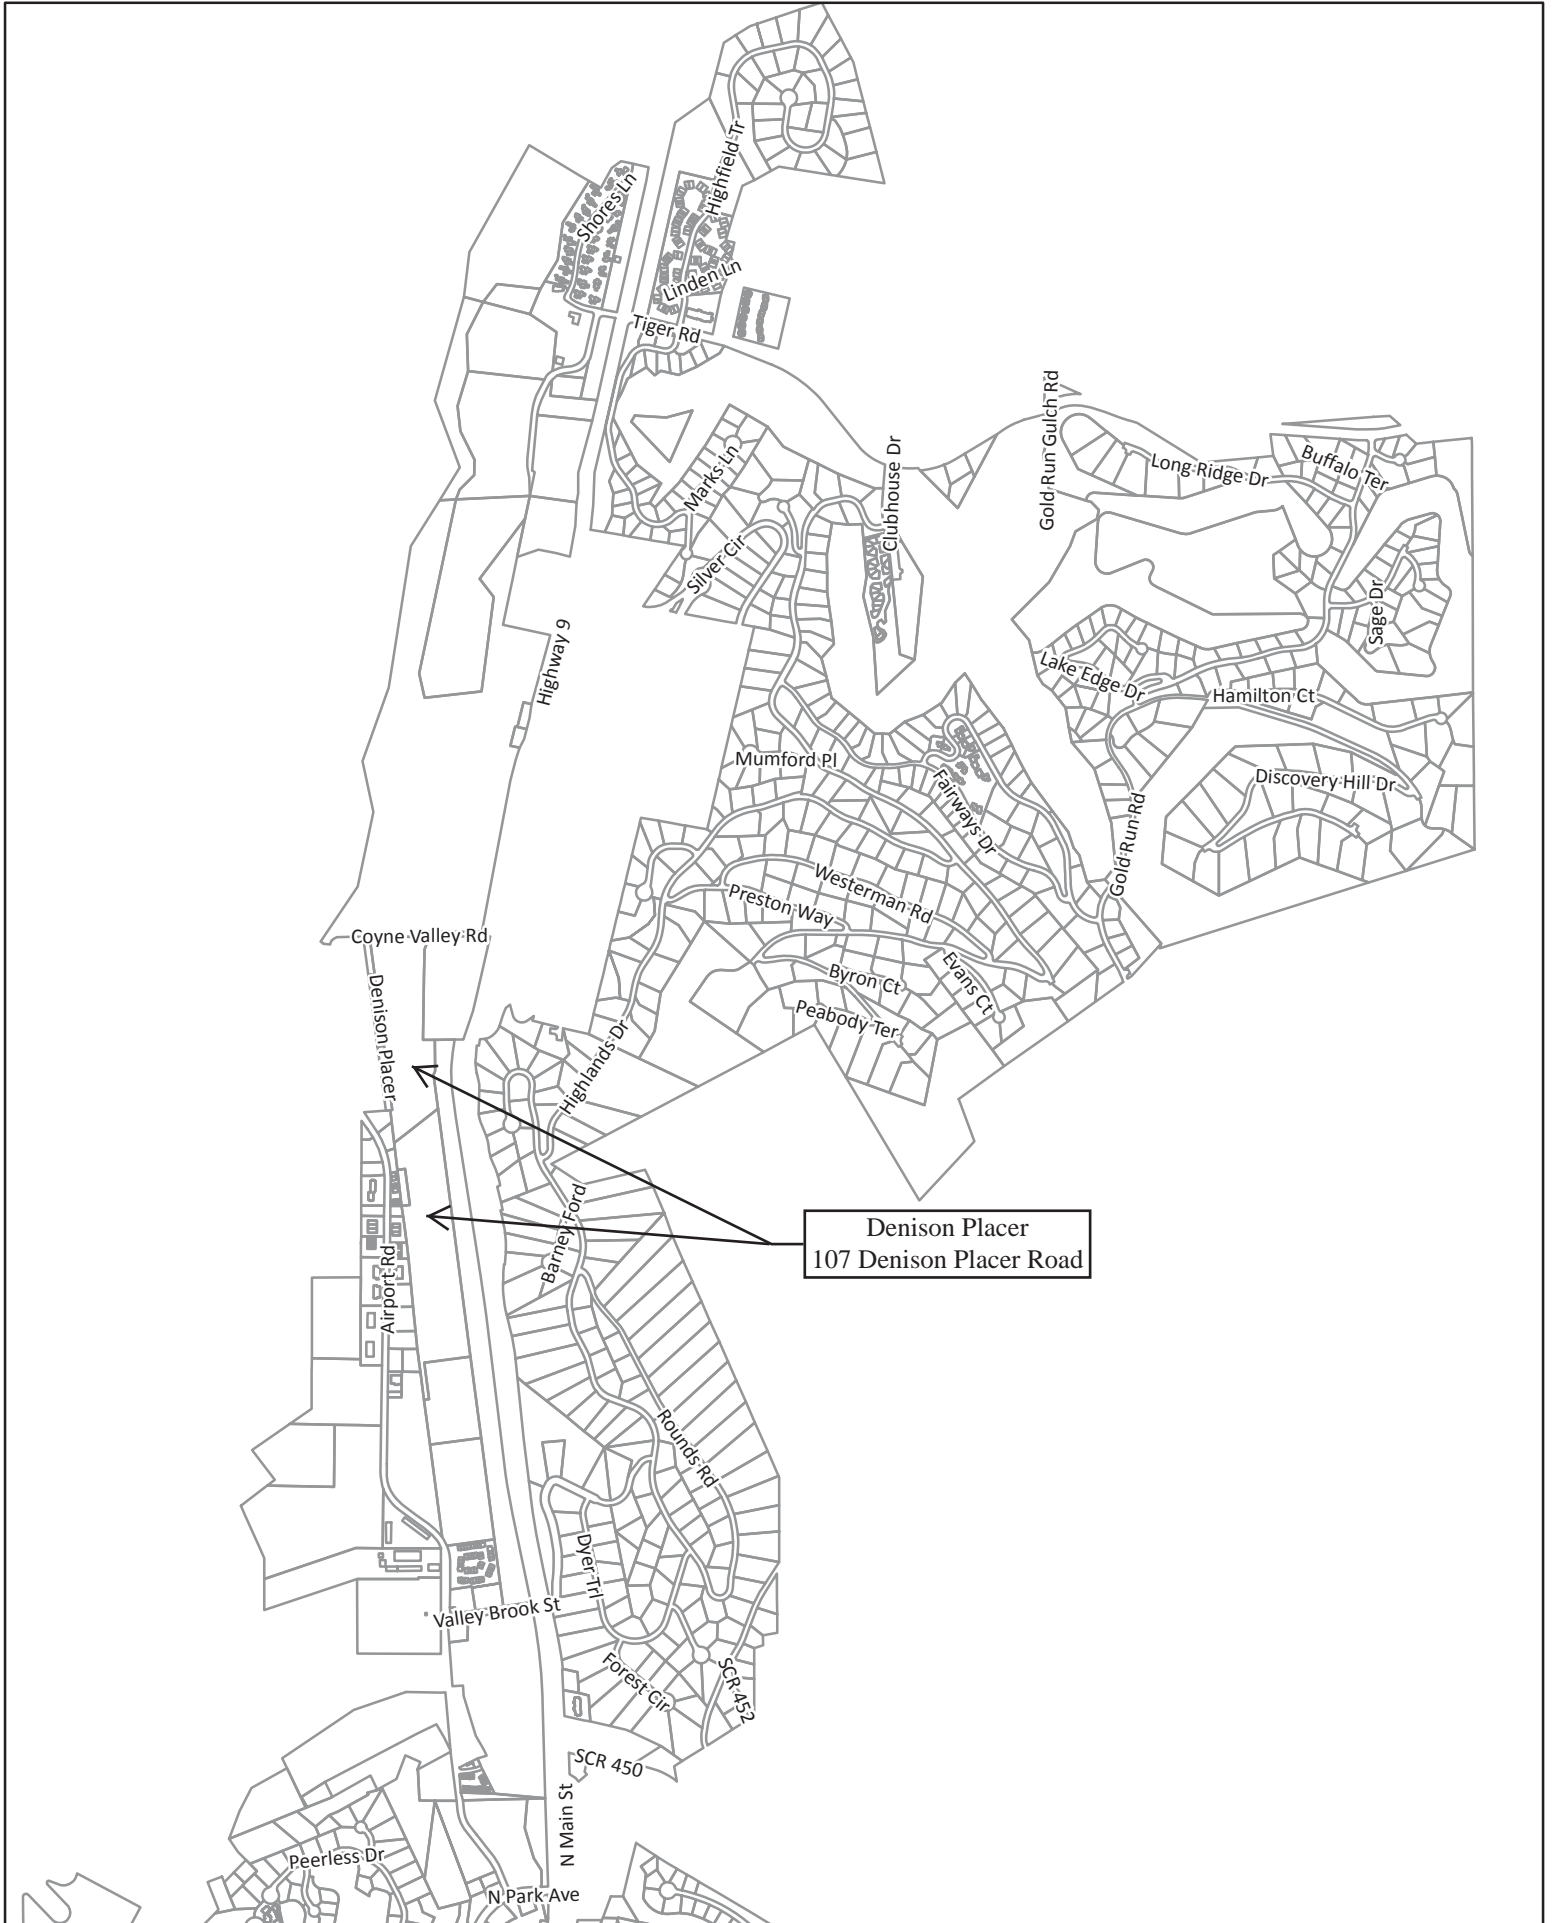 Highfield Tr
Shores Ln
Linden Ln
Tiger Rd
Gold Run Gulch Rd
Marks Ln
Clubhouse Dr
Long Ridge Dr
Buffalo Ter
Silver Cir
Sage Dr
Highway 9
Lake Edge Dr
Hamilton Ct
Mumford Pl
Fairways Dr
Discovery Hill Dr
Gold Run Rd
Westerman Rd
Preston Way
Coyne Valley Rd
Evans Ct
Byron Ct
Denison Placer
Peabody Ter
Highlands Dr
Barney Ford
Denison Placer
107 Denison Placer Road
Airport Rd
Rounds Rd
Dyer Trl
Valley Brook St
Forest Cir
SCR 452
SCR 450
N Main St
Peerless Dr
N Park Ave